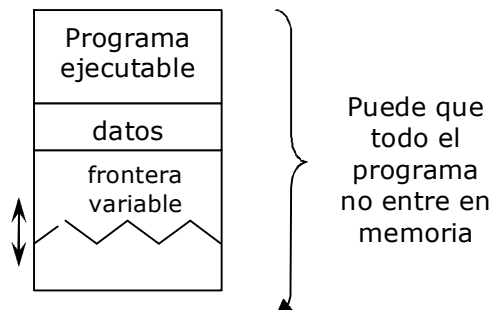 Programa
ejecutable
datos
frontera
variable
Puede que
todo el
programa
no entre en
memoria